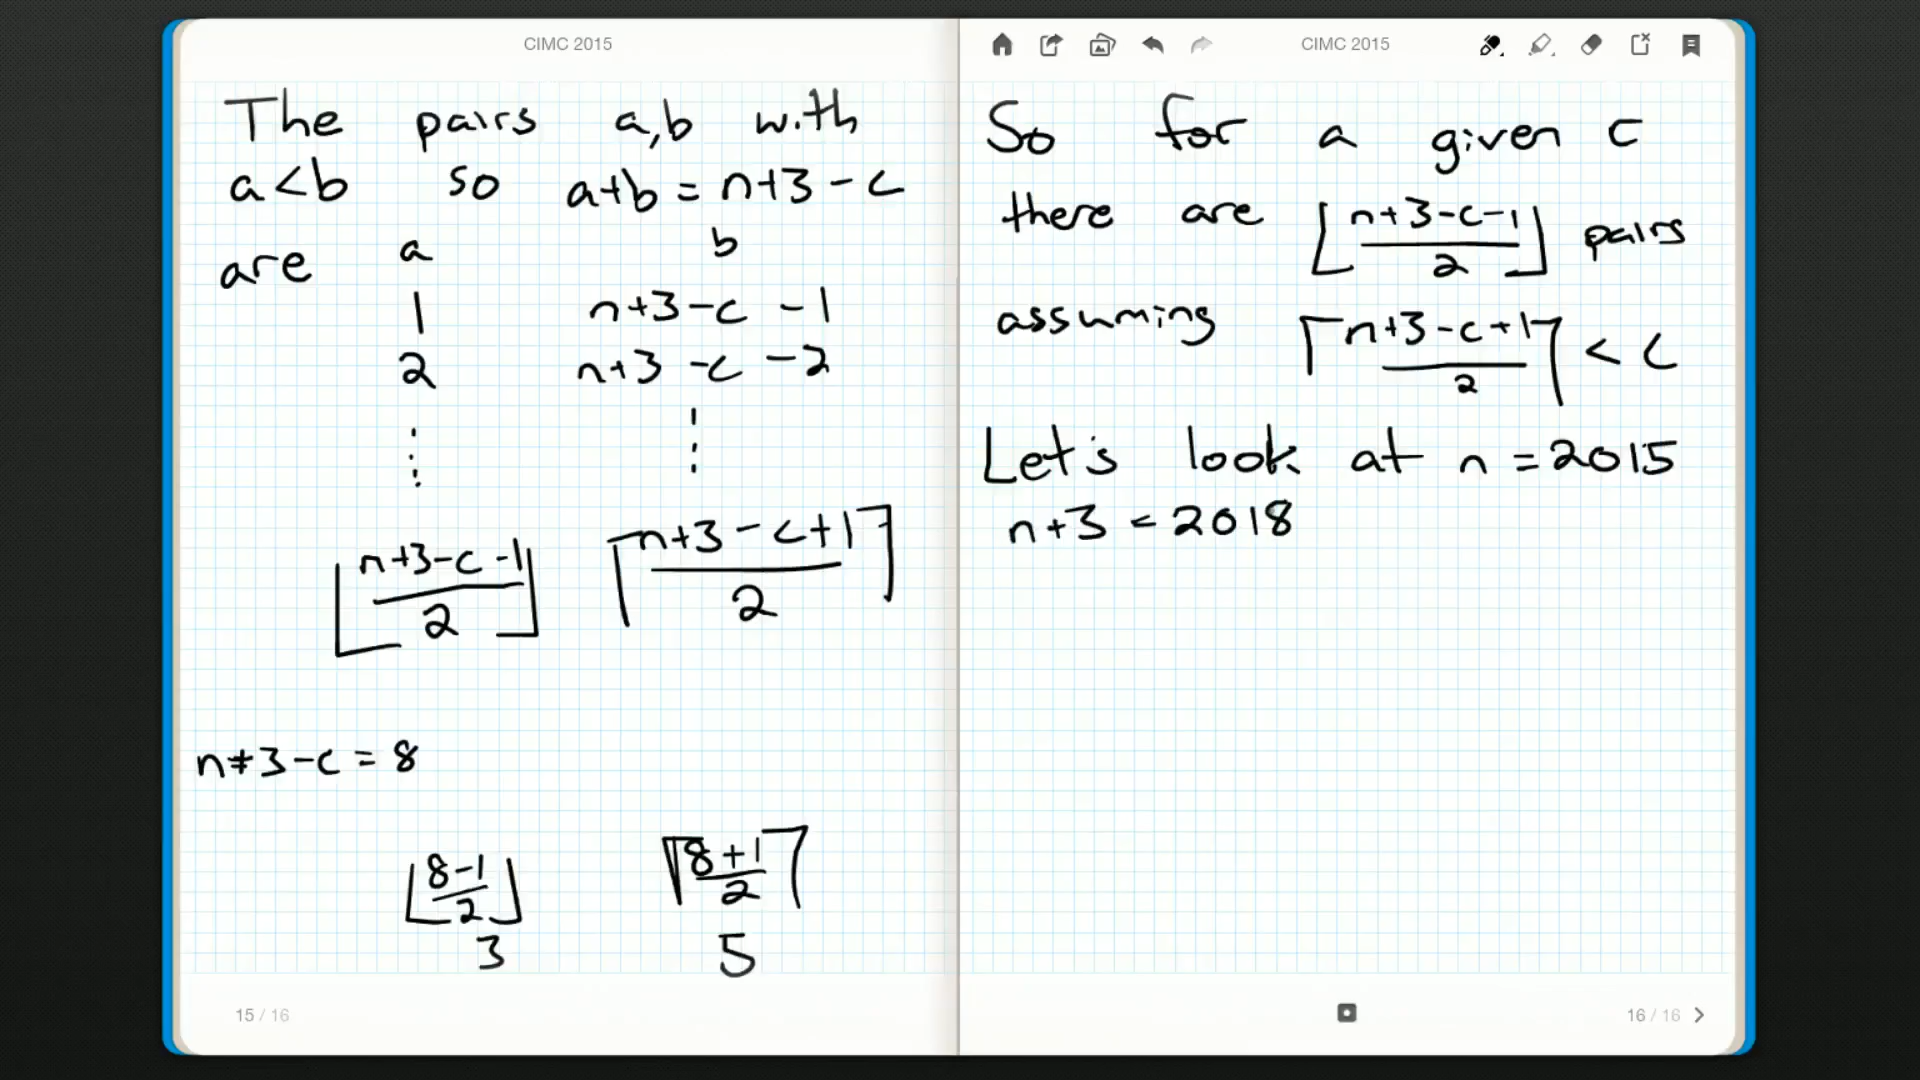 CIMC 2015
The pairs a,b with
a<b so a+b = n+3-c
are a b
1 n+3-c -1
2 n+3-c -2
⋮ ⋮
⌊(n+3-c-1)/2⌋ ⌈(n+3-c+1)/2⌉
n+3-c = 8
⌊(8-1)/2⌋ ⌈(8+1)/2⌉
3 5
15 / 16
CIMC 2015
So for a given c
there are ⌊(n+3-c-1)/2⌋ pairs
assuming ⌈(n+3-c+1)/2⌉ < c
Let's look at n = 2015
n+3 = 2018
16 / 16